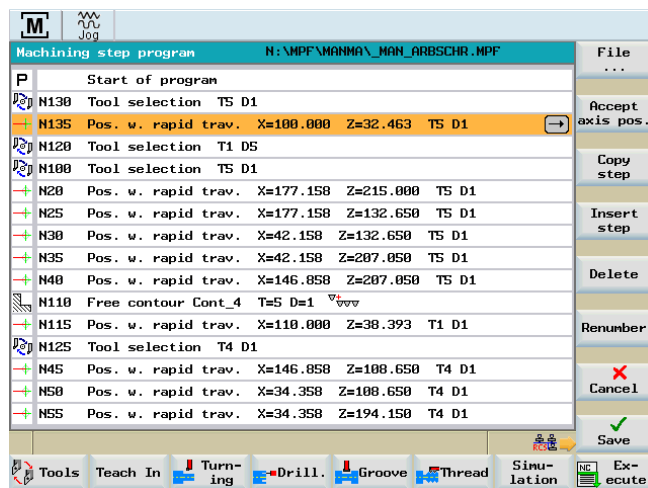 M
Jog
Machining step program N:\MPF\MANMA\_MAN_ARBSCHR.MPF
File
...
P Start of program
N130 Tool selection T5 D1
Accept
axis pos.
N135 Pos. w. rapid trav. X=100.000 Z=32.463 T5 D1
N120 Tool selection T1 D5
N100 Tool selection T5 D1
Copy
step
N20 Pos. w. rapid trav. X=177.158 Z=215.000 T5 D1
N25 Pos. w. rapid trav. X=177.158 Z=132.650 T5 D1
Insert
step
N30 Pos. w. rapid trav. X=42.158 Z=132.650 T5 D1
N35 Pos. w. rapid trav. X=42.158 Z=207.050 T5 D1
N40 Pos. w. rapid trav. X=146.858 Z=207.050 T5 D1
Delete
N110 Free contour Cont_4 T=5 D=1
N115 Pos. w. rapid trav. X=110.000 Z=38.393 T1 D1
Renumber
N125 Tool selection T4 D1
N45 Pos. w. rapid trav. X=146.858 Z=108.650 T4 D1
N50 Pos. w. rapid trav. X=34.358 Z=108.650 T4 D1
Cancel
N55 Pos. w. rapid trav. X=34.358 Z=194.150 T4 D1
RCS
Save
Tools
Teach In
Turn-
ing
Drill.
Groove
Thread
Simu-
lation
NC
Ex-
ecute